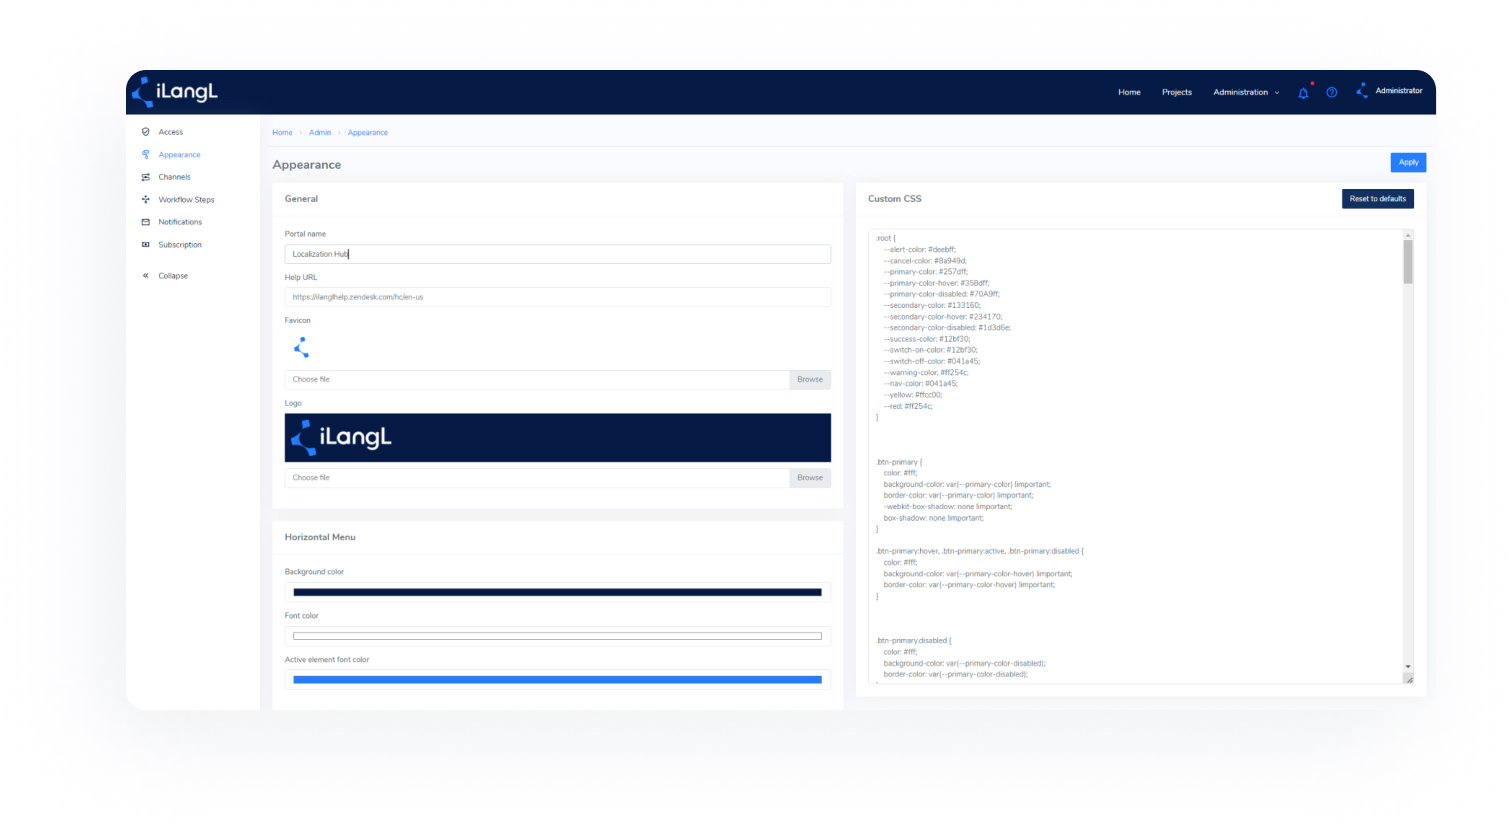 iLangL
Home
Projects
Administration
Administrator
Access
Appearance
Channels
Workflow Steps
Notifications
Subscription
Collapse
Home › Admin › Appearance
Appearance
Apply
General
Portal name
Localization Hub
Help URL
https://ilanglhelp.zendesk.com/hc/en-us
Favicon
Choose file
Browse
Logo
iLangL
Choose file
Browse
Horizontal Menu
Background color
Font color
Active element font color
Custom CSS
Reset to defaults
:root {
--alert-color: #deebff;
--cancel-color: #8a949d;
--primary-color: #257dff;
--primary-color-hover: #358dff;
--primary-color-disabled: #70A9ff;
--secondary-color: #133160;
--secondary-color-hover: #234170;
--secondary-color-disabled: #1d3d6e;
--success-color: #12bf30;
--switch-on-color: #12bf30;
--switch-off-color: #041a45;
--warning-color: #ff254c;
--nav-color: #041a45;
--yellow: #ffcc00;
--red: #ff254c;
}
.btn-primary {
color: #fff;
background-color: var(--primary-color) !important;
border-color: var(--primary-color) !important;
-webkit-box-shadow: none !important;
box-shadow: none !important;
}
.btn-primary:hover, .btn-primary:active, .btn-primary:disabled {
color: #fff;
background-color: var(--primary-color-hover) !important;
border-color: var(--primary-color-hover) !important;
}
.btn-primary.disabled {
color: #fff;
background-color: var(--primary-color-disabled);
border-color: var(--primary-color-disabled);